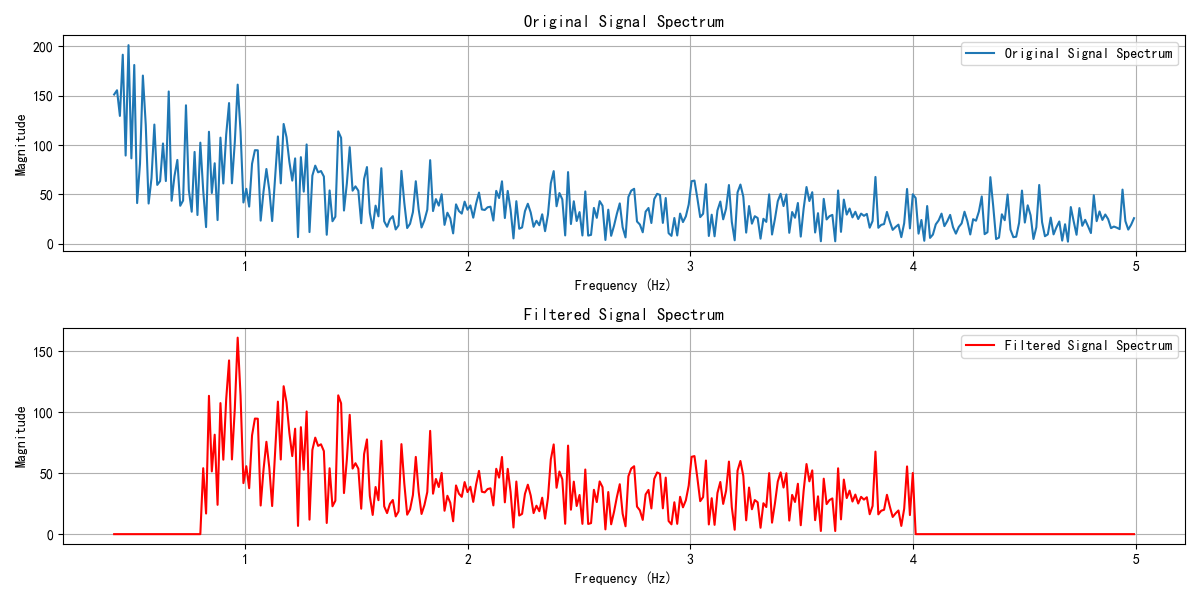 Original Signal Spectrum
Original Signal Spectrum
Magnitude
200
150
100
50
0
1
2
3
4
5
Frequency (Hz)
Filtered Signal Spectrum
Filtered Signal Spectrum
Magnitude
150
100
50
0
1
2
3
4
5
Frequency (Hz)